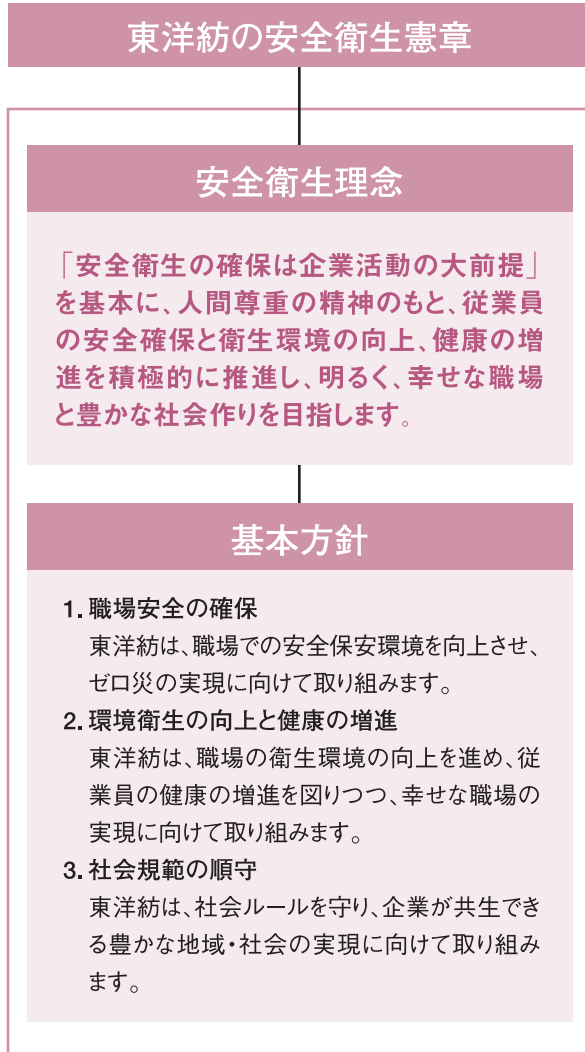 東洋紡の安全衛生憲章
安全衛生理念
「安全衛生の確保は企業活動の大前提」
を基本に、人間尊重の精神のもと、従業員
の安全確保と衛生環境の向上、健康の増
進を積極的に推進し、明るく、幸せな職場
と豊かな社会作りを目指します。
基本方針
1. 職場安全の確保
東洋紡は、職場での安全保安環境を向上させ、
ゼロ災の実現に向けて取り組みます。
2. 環境衛生の向上と健康の増進
東洋紡は、職場の衛生環境の向上を進め、従
業員の健康の増進を図りつつ、幸せな職場の
実現に向けて取り組みます。
3. 社会規範の順守
東洋紡は、社会ルールを守り、企業が共生でき
る豊かな地域・社会の実現に向けて取り組み
ます。